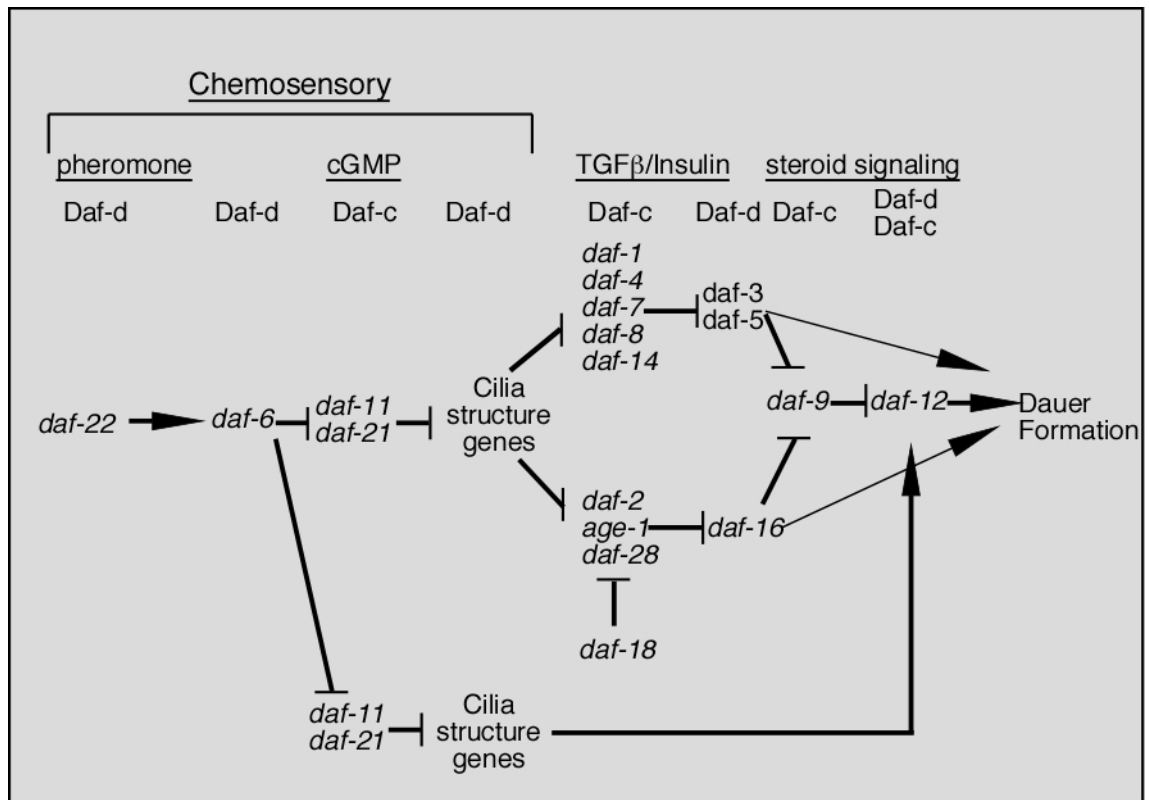 Chemosensory
pheromone
cGMP
TGFβ/Insulin
steroid signaling
Daf-d
Daf-d
Daf-c
Daf-d
Daf-c
Daf-d
Daf-c
Daf-d
Daf-c
daf-1
daf-4
daf-7
daf-8
daf-14
daf-3
daf-5
daf-22
daf-6
daf-11
daf-21
Cilia
structure
genes
daf-9
daf-12
Dauer
Formation
daf-2
age-1
daf-28
daf-16
daf-18
daf-11
daf-21
Cilia
structure
genes